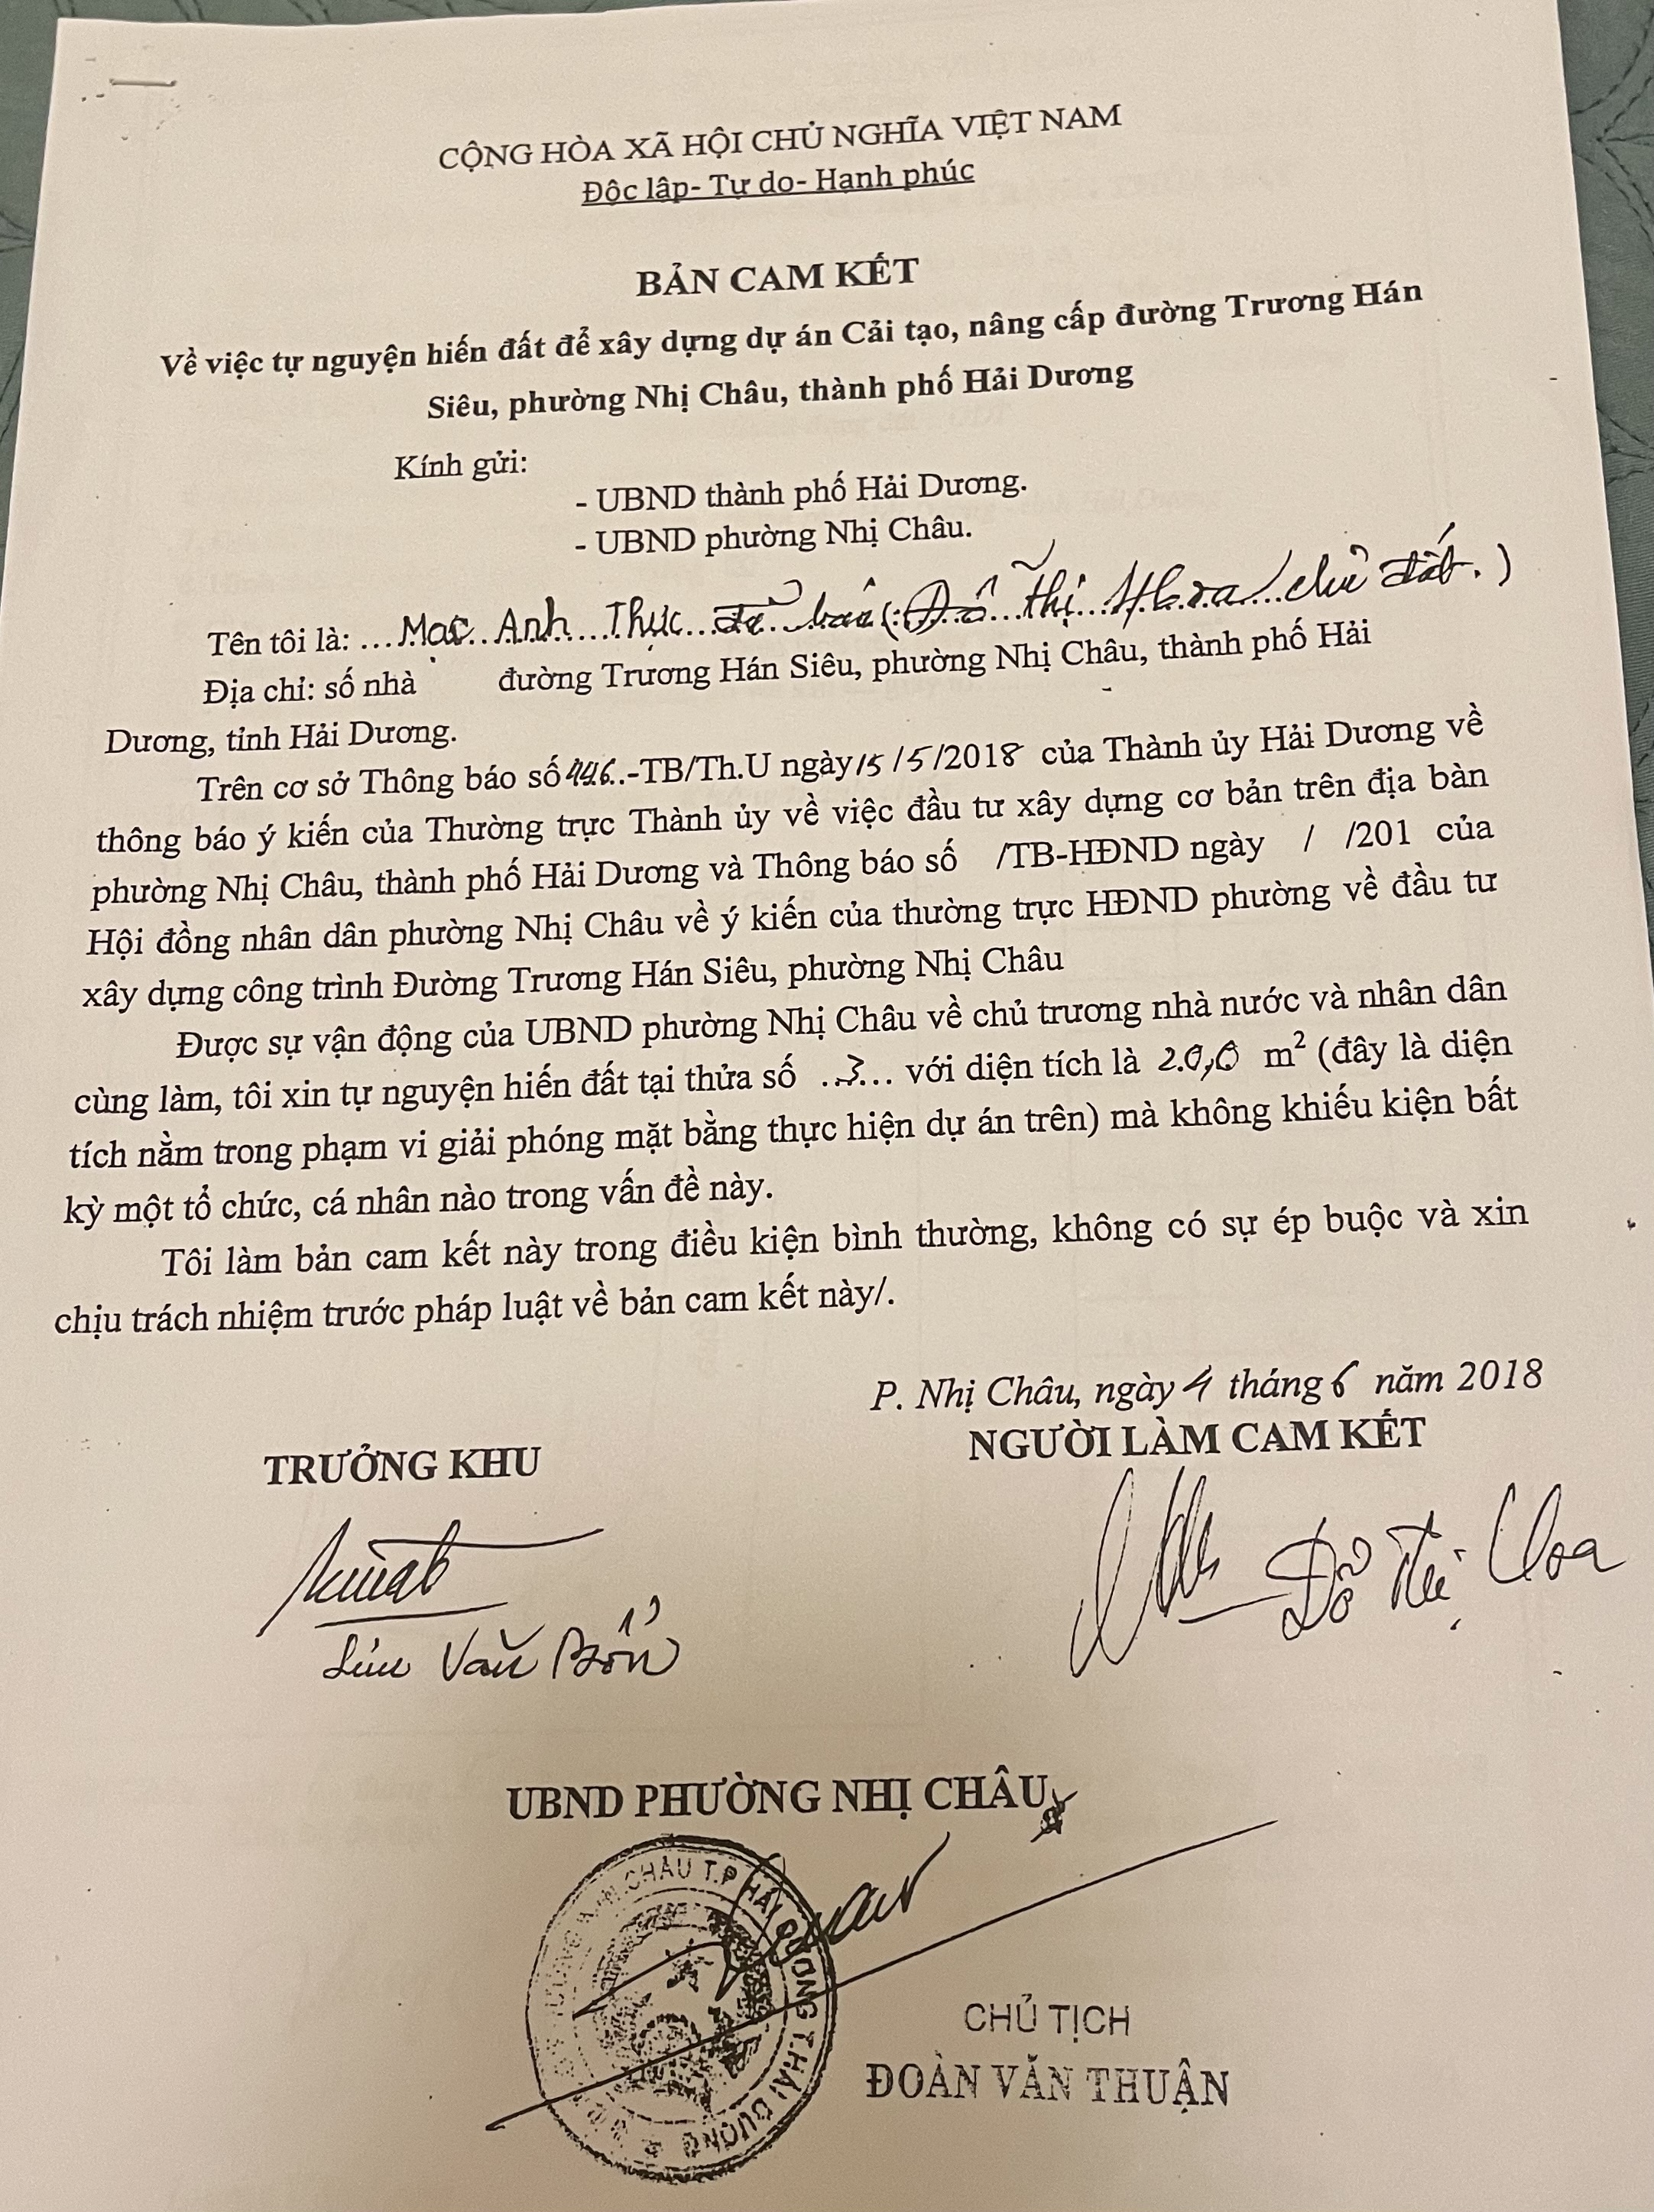 CỘNG HÒA XÃ HỘI CHỦ NGHĨA VIỆT NAM
Độc lập- Tự do- Hạnh phúc
BẢN CAM KẾT
Về việc tự nguyện hiến đất để xây dựng dự án Cải tạo, nâng cấp đường Trương Hán
Siêu, phường Nhị Châu, thành phố Hải Dương
Kính gửi:
- UBND thành phố Hải Dương.
- UBND phường Nhị Châu.
Tên tôi là: ...Mạc Anh Thực đã bán (: Đỗ Thị Hoa chủ đất.)
Địa chỉ: số nhà đường Trương Hán Siêu, phường Nhị Châu, thành phố Hải
Dương, tỉnh Hải Dương.
Trên cơ sở Thông báo số 446..-TB/Th.U ngày 15/5/2018 của Thành ủy Hải Dương về
thông báo ý kiến của Thường trực Thành ủy về việc đầu tư xây dựng cơ bản trên địa bàn
phường Nhị Châu, thành phố Hải Dương và Thông báo số /TB-HĐND ngày / /201 của
Hội đồng nhân dân phường Nhị Châu về ý kiến của thường trực HĐND phường về đầu tư
xây dựng công trình Đường Trương Hán Siêu, phường Nhị Châu
Được sự vận động của UBND phường Nhị Châu về chủ trương nhà nước và nhân dân
cùng làm, tôi xin tự nguyện hiến đất tại thửa số ..3... với diện tích là 20,0 m² (đây là diện
tích nằm trong phạm vi giải phóng mặt bằng thực hiện dự án trên) mà không khiếu kiện bất
kỳ một tổ chức, cá nhân nào trong vấn đề này.
Tôi làm bản cam kết này trong điều kiện bình thường, không có sự ép buộc và xin
chịu trách nhiệm trước pháp luật về bản cam kết này/.
P. Nhị Châu, ngày 4 tháng 6 năm 2018
TRƯỞNG KHU
NGƯỜI LÀM CAM KẾT
Đỗ Thị Hoa
Văn Bổn
UBND PHƯỜNG NHỊ CHÂU
CHÂU T.P HẢI DƯƠNG T.HẢI DƯƠNG
CHỦ TỊCH
ĐOÀN VĂN THUẬN